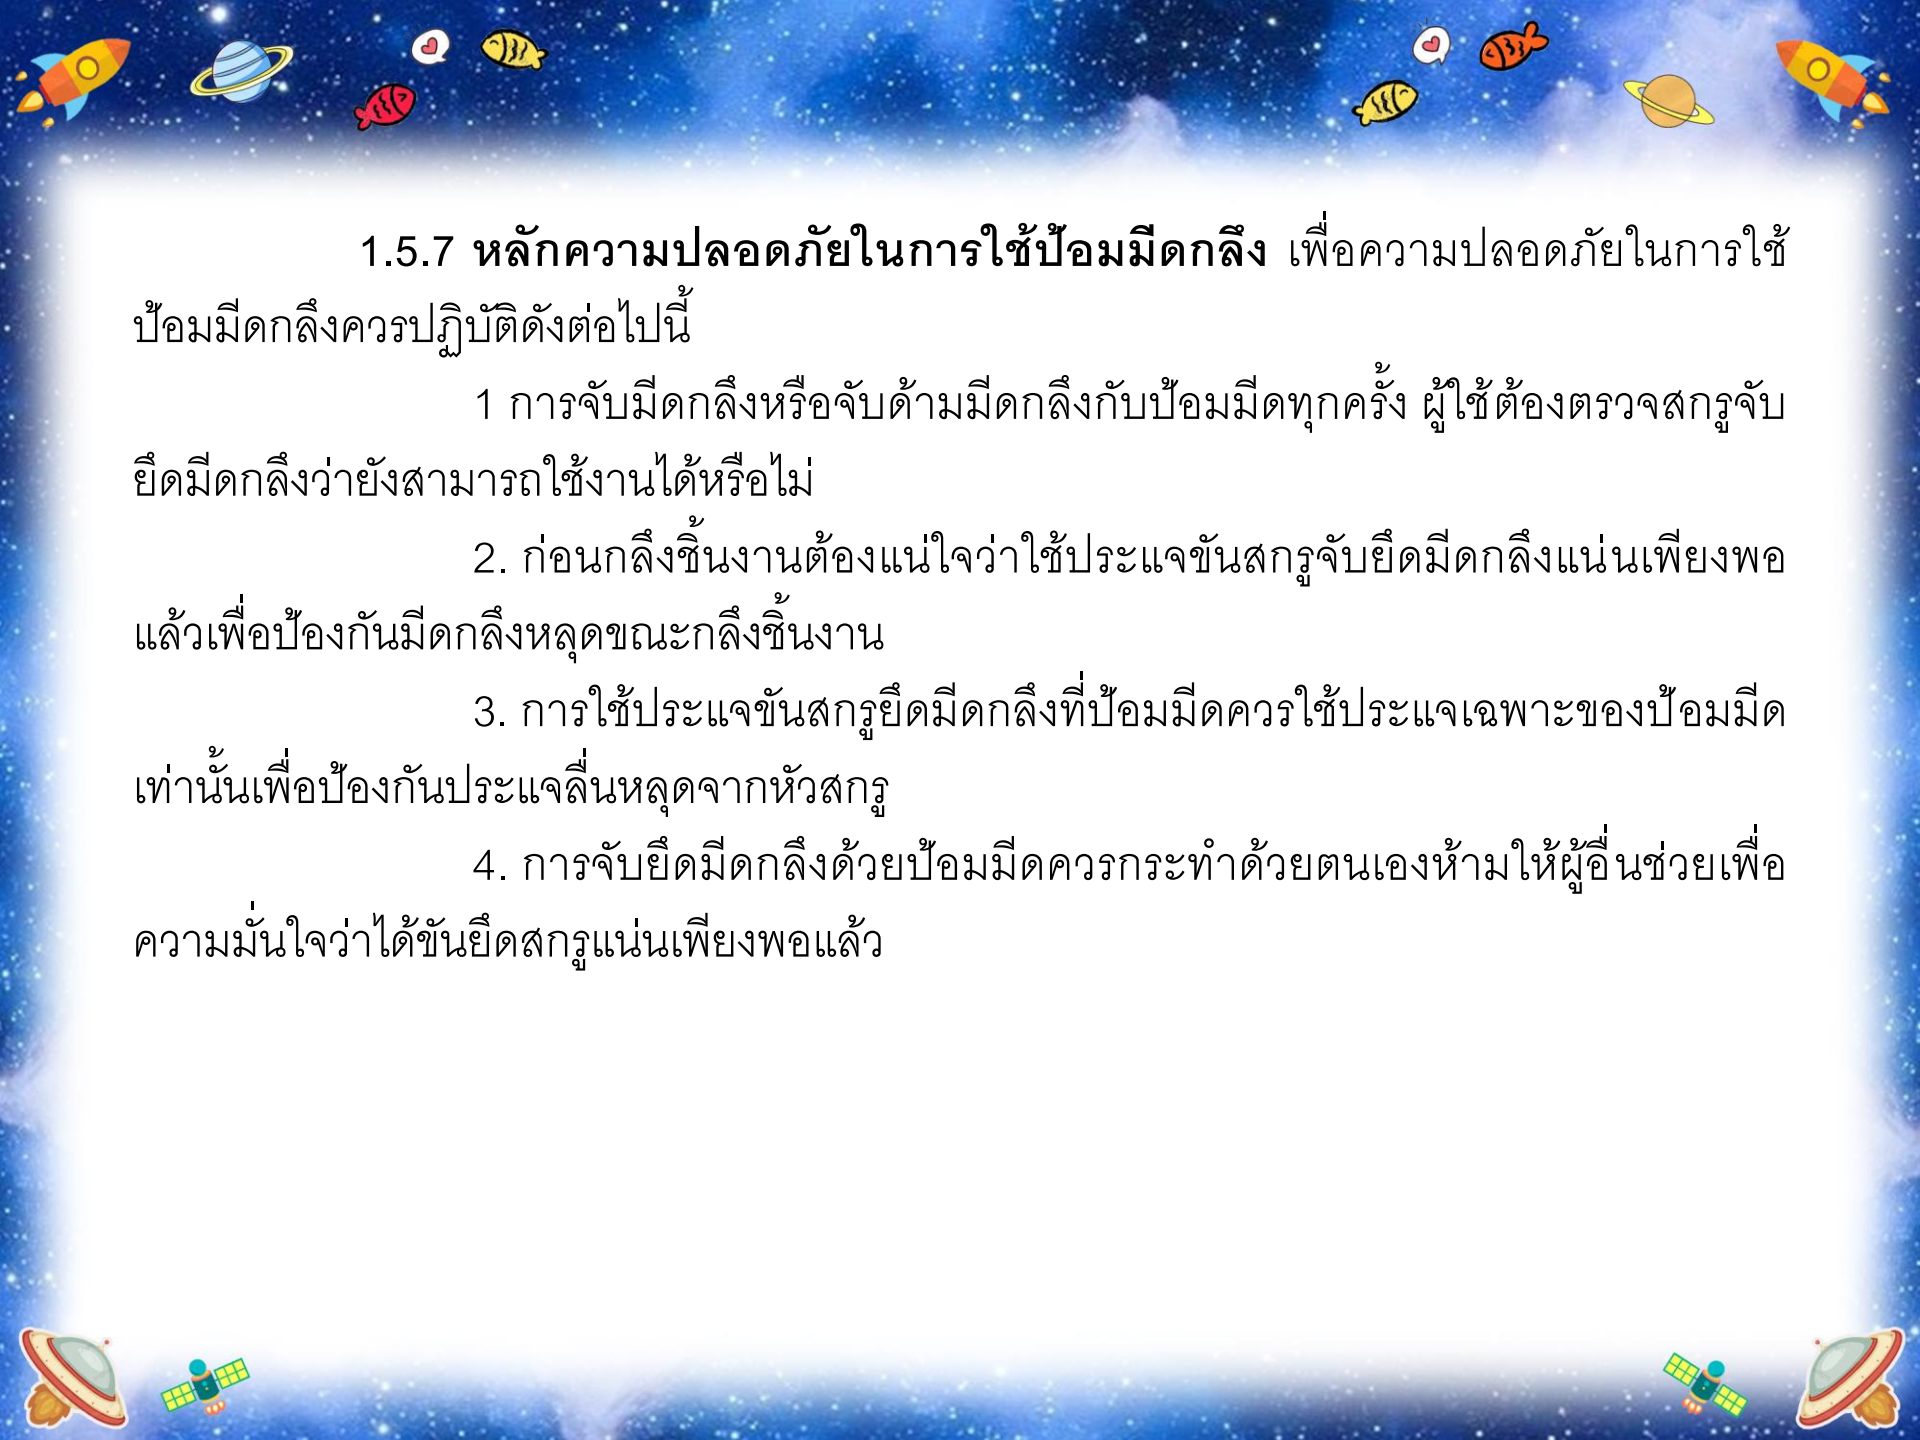 1.5.7 หลักความปลอดภัยในการใช้ป้อมมีดกลึง เพื่อความปลอดภัยในการใช้
ป้อมมีดกลึงควรปฏิบัติดังต่อไปนี้
1 การจับมีดกลึงหรือจับด้ามมีดกลึงกับป้อมมีดทุกครั้ง ผู้ใช้ต้องตรวจสกรูจับ
ยึดมีดกลึงว่ายังสามารถใช้งานได้หรือไม่
2. ก่อนกลึงชิ้นงานต้องแน่ใจว่าใช้ประแจขันสกรูจับยึดมีดกลึงแน่นเพียงพอ
แล้วเพื่อป้องกันมีดกลึงหลุดขณะกลึงชิ้นงาน
3. การใช้ประแจขันสกรูยึดมีดกลึงที่ป้อมมีดควรใช้ประแจเฉพาะของป้อมมีด
เท่านั้นเพื่อป้องกันประแจลื่นหลุดจากหัวสกรู
4. การจับยึดมีดกลึงด้วยป้อมมีดควรกระทำด้วยตนเองห้ามให้ผู้อื่นช่วยเพื่อ
ความมั่นใจว่าได้ขันยึดสกรูแน่นเพียงพอแล้ว